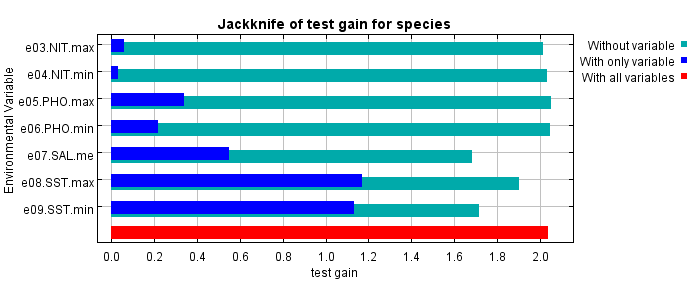 Jackknife of test gain for species
Environmental Variable
e03.NIT.max
e04.NIT.min
e05.PHO.max
e06.PHO.min
e07.SAL.me
e08.SST.max
e09.SST.min
0.0 0.2 0.4 0.6 0.8 1.0 1.2 1.4 1.6 1.8 2.0
test gain
Without variable
With only variable
With all variables